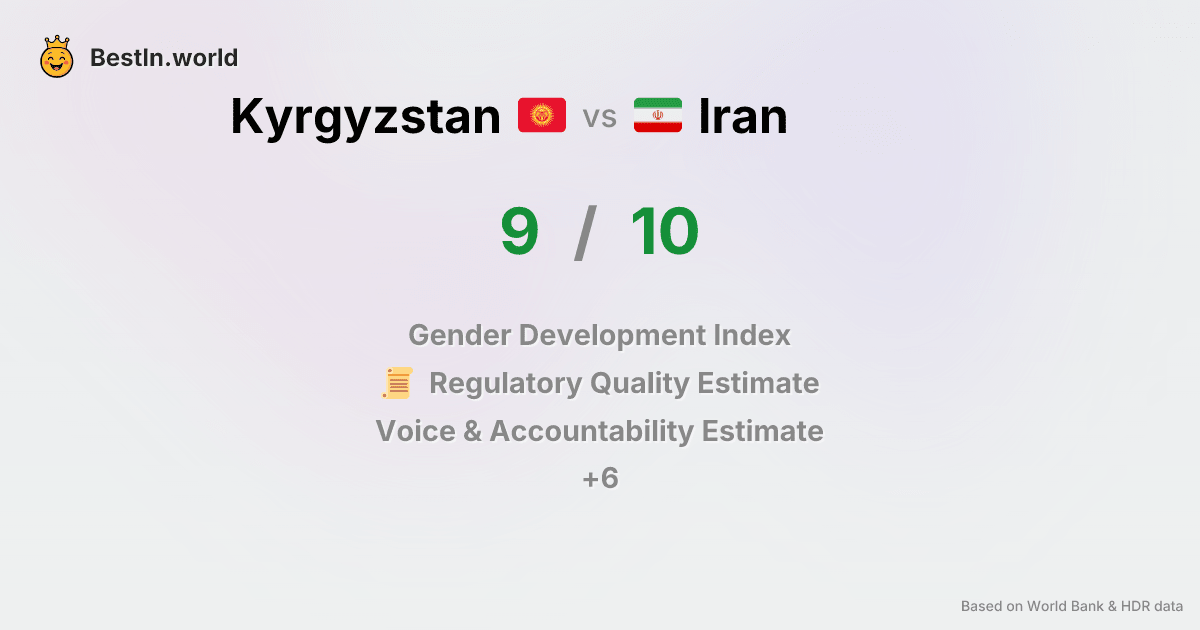 BestIn.world
Kyrgyzstan vs Iran
9 / 10
Gender Development Index
Regulatory Quality Estimate
Voice & Accountability Estimate
+6
Based on World Bank & HDR data